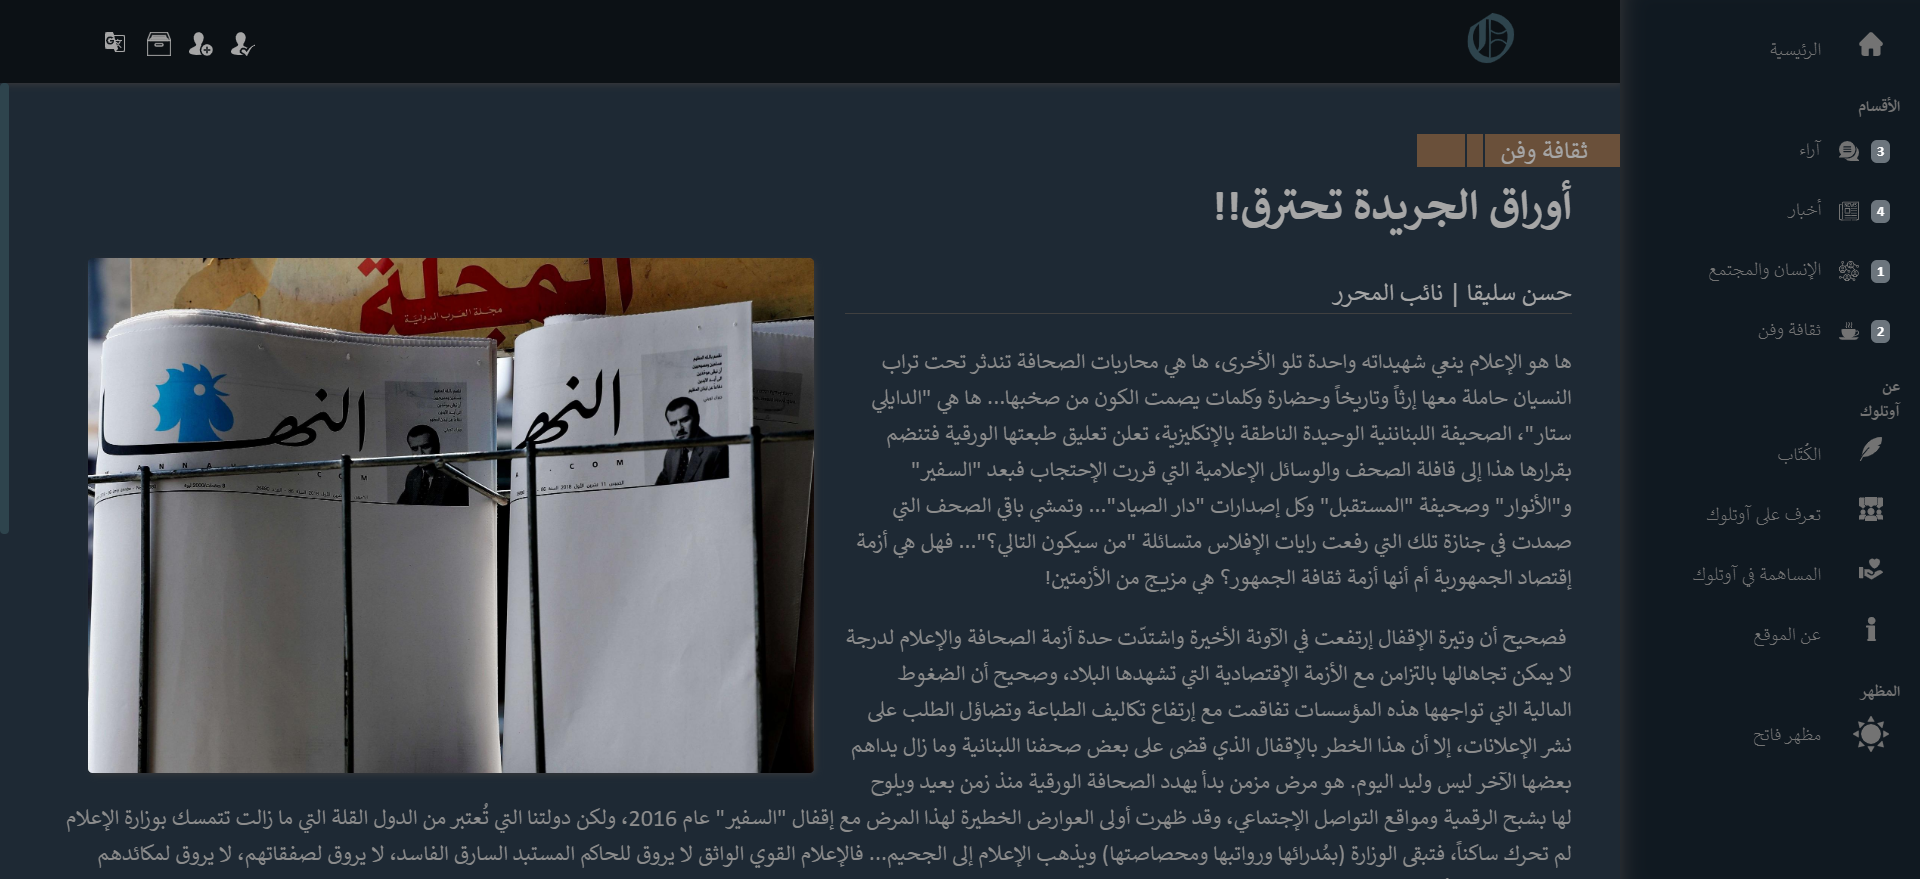 الرئيسية
الأقسام
3
آراء
4
أخبار
1
الإنسان والمجتمع
2
ثقافة وفن
عن
آوتلوك
الكُتّاب
تعرف على آوتلوك
المساهمة في آوتلوك
عن الموقع
المظهر
مظهر فاتح
ثقافة وفن
أوراق الجريدة تحترق!!
حسن سليقا | نائب المحرر
ها هو الإعلام ينعي شهيداته واحدة تلو الأخرى، ها هي محاربات الصحافة تندثر تحت تراب
النسيان حاملة معها إرثاً وتاريخاً وحضارة وكلمات يصمت الكون من صخبها... ها هي "الدايلي
ستار"، الصحيفة اللبناننية الوحيدة الناطقة بالإنكليزية، تعلن تعليق طبعتها الورقية فتنضم
بقرارها هذا إلى قافلة الصحف والوسائل الإعلامية التي قررت الإحتجاب فبعد "السفير"
و"الأنوار" وصحيفة "المستقبل" وكل إصدارات "دار الصياد"... وتمشي باقي الصحف التي
صمدت في جنازة تلك التي رفعت رايات الإفلاس متسائلة "من سيكون التالي؟"... فهل هي أزمة
إقتصاد الجمهورية أم أنها أزمة ثقافة الجمهور؟ هي مزيج من الأزمتين!
فصحيح أن وتيرة الإقفال إرتفعت في الآونة الأخيرة واشتدّت حدة أزمة الصحافة والإعلام لدرجة
لا يمكن تجاهالها بالتزامن مع الأزمة الإقتصادية التي تشهدها البلاد، وصحيح أن الضغوط
المالية التي تواجهها هذه المؤسسات تفاقمت مع إرتفاع تكاليف الطباعة وتضاؤل الطلب على
نشر الإعلانات، إلا أن هذا الخطر بالإقفال الذي قضى على بعض صحفنا اللبنانية وما زال يداهم
بعضها الآخر ليس وليد اليوم. هو مرض مزمن بدأ يهدد الصحافة الورقية منذ زمن بعيد ويلوح
لها بشبح الرقمية ومواقع التواصل الإجتماعي، وقد ظهرت أولى العوارض الخطيرة لهذا المرض مع إقفال "السفير" عام 2016، ولكن دولتنا التي تُعتبر من الدول القلة التي ما زالت تتمسك بوزارة الإعلام
لم تحرك ساكناً، فتبقى الوزارة (بمُدرائها ورواتبها ومحصاصتها) ويذهب الإعلام إلى الجحيم... فالإعلام القوي الواثق لا يروق للحاكم المستبد السارق الفاسد، لا يروق لصفقاتهم، لا يروق لمكائدهم
المجلة
مجـلـة العـرب الدوليـة
النهار
النهار